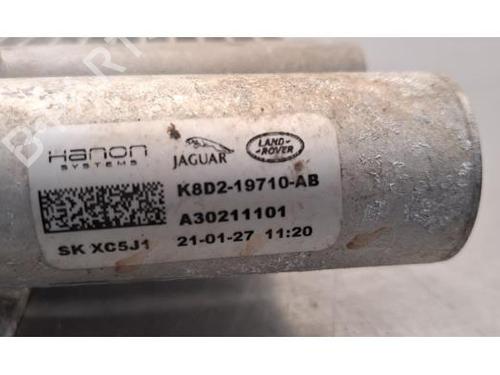 Hanon
SYSTEMS
JAGUAR
LAND
ROVER
K8D2-19710-AB
A30211101
SK XC5J1
21-01-27 11:20